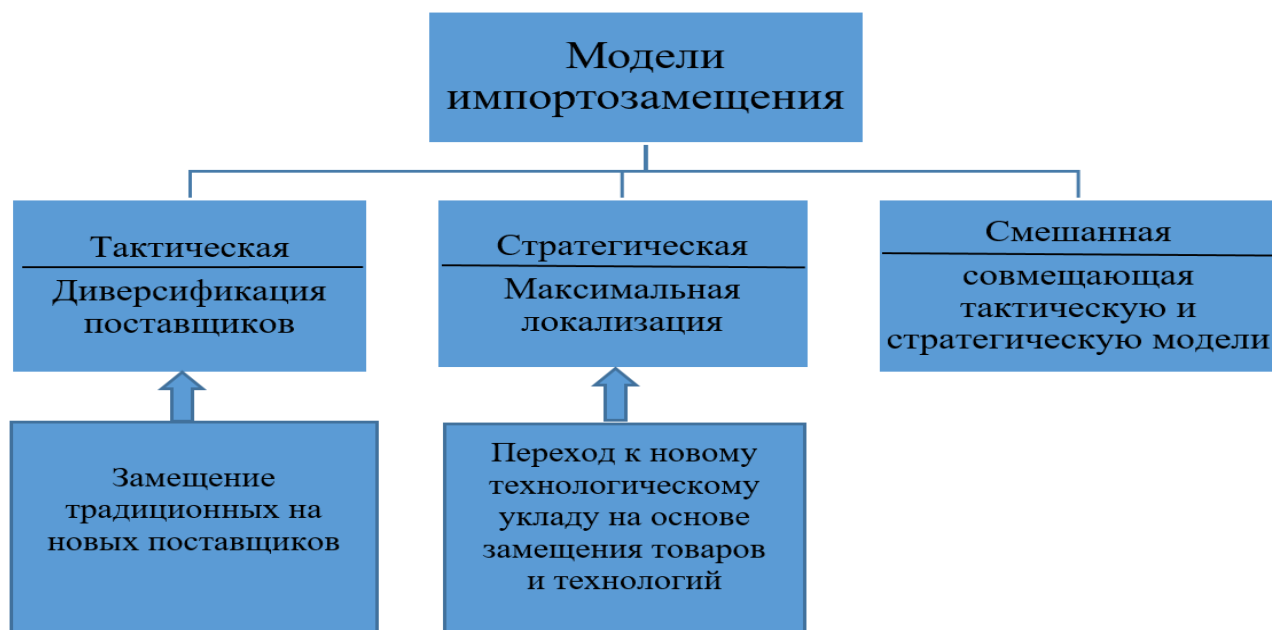 Модели
импортозамещения
Тактическая
Диверсификация
поставщиков
Стратегическая
Максимальная
локализация
Смешанная
совмещающая
тактическую и
стратегическую модели
Замещение
традиционных на
новых поставщиков
Переход к новому
технологическому
укладу на основе
замещения товаров
и технологий